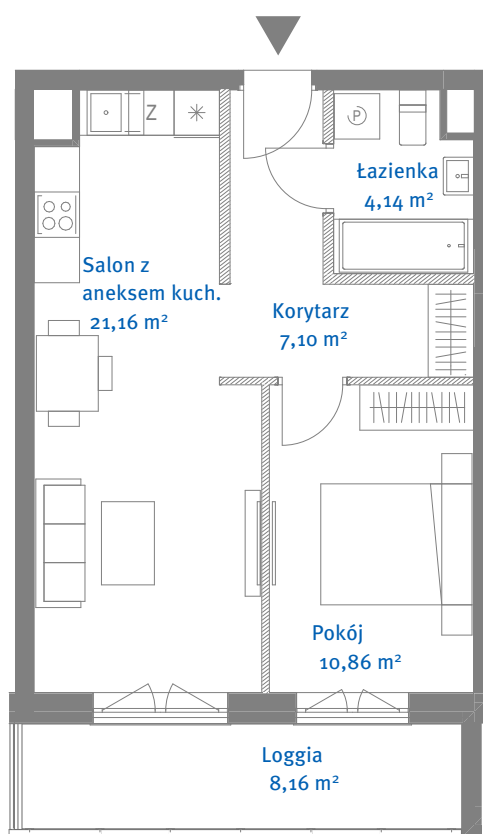 Z
P
Łazienka
4,14 m²
Salon z
aneksem kuch.
21,16 m²
Korytarz
7,10 m²
Pokój
10,86 m²
Loggia
8,16 m²